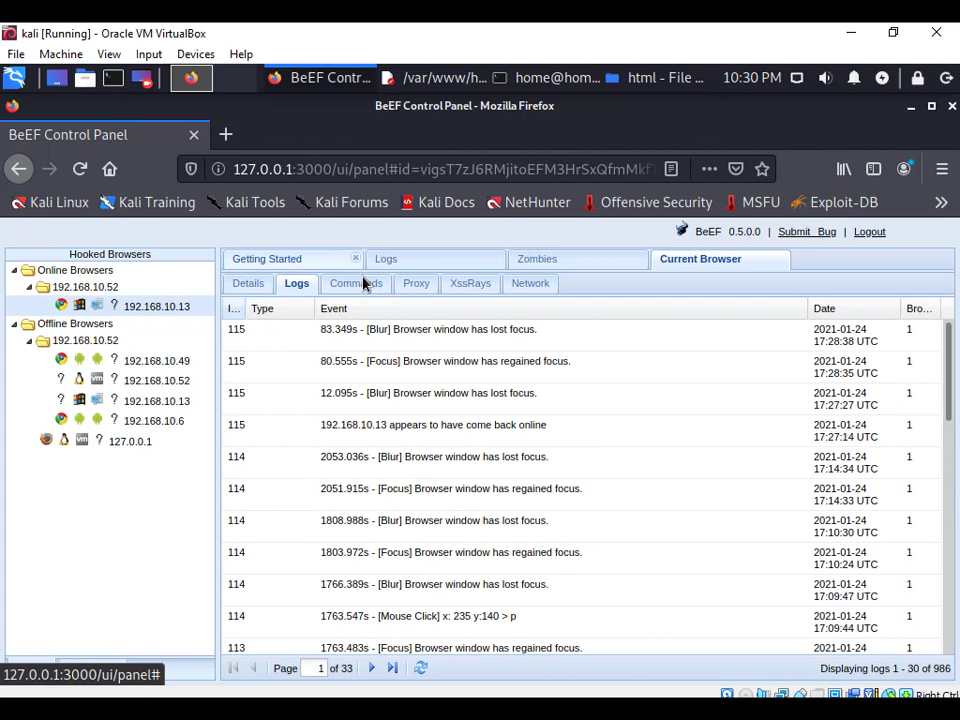 kali [Running] - Oracle VM VirtualBox
File Machine View Input Devices Help
BeEF Contr... /var/www/h... home@hom... html - File ... 10:30 PM
BeEF Control Panel - Mozilla Firefox
BeEF Control Panel
127.0.0.1:3000/ui/panel#id=vigsT7zJ6RMjitoEFM3HrSxQfmMkf
Kali Linux Kali Training Kali Tools Kali Forums Kali Docs NetHunter Offensive Security MSFU Exploit-DB
BeEF 0.5.0.0 | Submit Bug | Logout
Hooked Browsers
Online Browsers
192.168.10.52
192.168.10.13
Offline Browsers
192.168.10.52
? 192.168.10.49
? ? 192.168.10.52
? ? 192.168.10.13
? 192.168.10.6
? 127.0.0.1
Getting Started Logs Zombies Current Browser
Details Logs Commands Proxy XssRays Network
I... Type Event Date Bro...
115 83.349s - [Blur] Browser window has lost focus. 2021-01-24 17:28:38 UTC 1
115 80.555s - [Focus] Browser window has regained focus. 2021-01-24 17:28:35 UTC 1
115 12.095s - [Blur] Browser window has lost focus. 2021-01-24 17:27:27 UTC 1
115 192.168.10.13 appears to have come back online 2021-01-24 17:27:14 UTC 1
114 2053.036s - [Blur] Browser window has lost focus. 2021-01-24 17:14:34 UTC 1
114 2051.915s - [Focus] Browser window has regained focus. 2021-01-24 17:14:33 UTC 1
114 1808.988s - [Blur] Browser window has lost focus. 2021-01-24 17:10:30 UTC 1
114 1803.972s - [Focus] Browser window has regained focus. 2021-01-24 17:10:24 UTC 1
114 1766.389s - [Blur] Browser window has lost focus. 2021-01-24 17:09:47 UTC 1
114 1763.547s - [Mouse Click] x: 235 y:140 > p 2021-01-24 17:09:44 UTC 1
113 1763.483s - [Focus] Browser window has regained focus. 2021-01-24 1
Page 1 of 33 Displaying logs 1 - 30 of 986
127.0.0.1:3000/ui/panel#
Right Ctrl